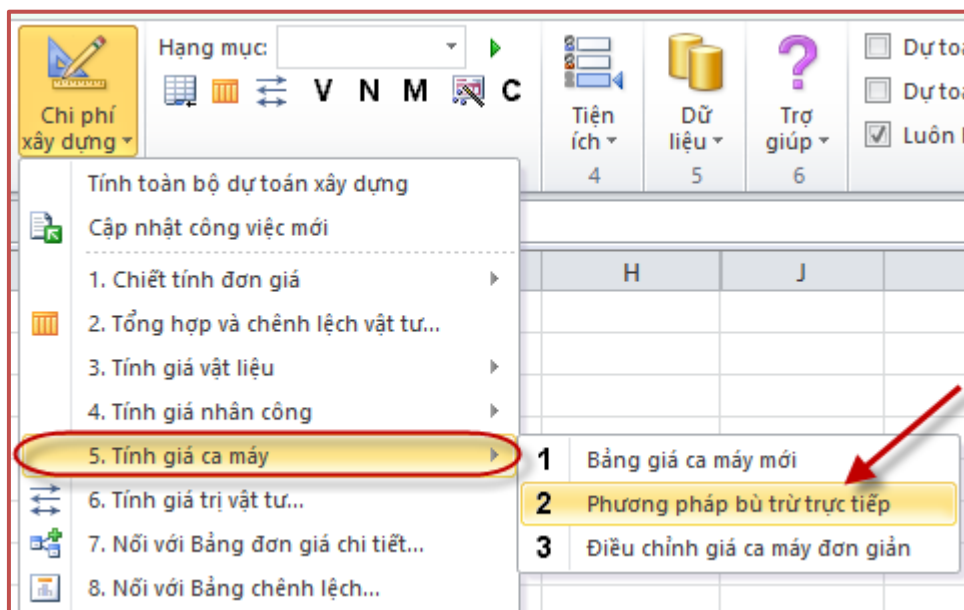 Hạng mục:
V N M C
Chi phí
xây dựng
Tiện
ích
4
Dữ
liệu
5
Trợ
giúp
6
Dự
Dự
Luôn
Tính toàn bộ dự toán xây dựng
Cập nhật công việc mới
1. Chiết tính đơn giá
2. Tổng hợp và chênh lệch vật tư...
3. Tính giá vật liệu
4. Tính giá nhân công
5. Tính giá ca máy
6. Tính giá trị vật tư...
7. Nối với Bảng đơn giá chi tiết...
8. Nối với Bảng chênh lệch...
H J
1 Bảng giá ca máy mới
2 Phương pháp bù trừ trực tiếp
3 Điều chỉnh giá ca máy đơn giản